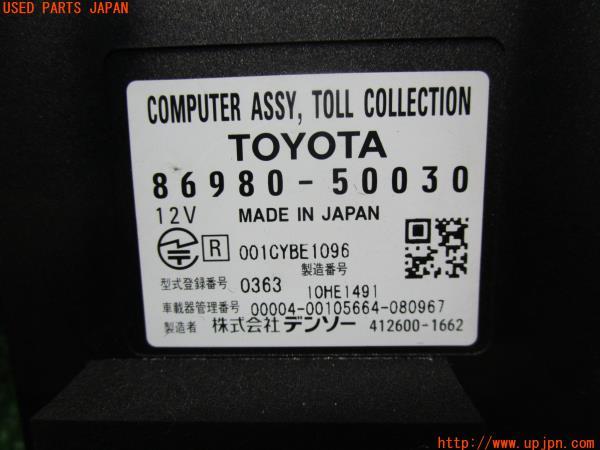 USED PARTS JAPAN
COMPUTER ASSY, TOLL COLLECTION
TOYOTA
86980-50030
12V MADE IN JAPAN
R 001CYBE1096
製造番号
型式登録番号 0363 10HE1491
車載器管理番号 00004-00105664-080967
製造者 株式会社デンソー 412600-1662
http://www.upjpn.com/